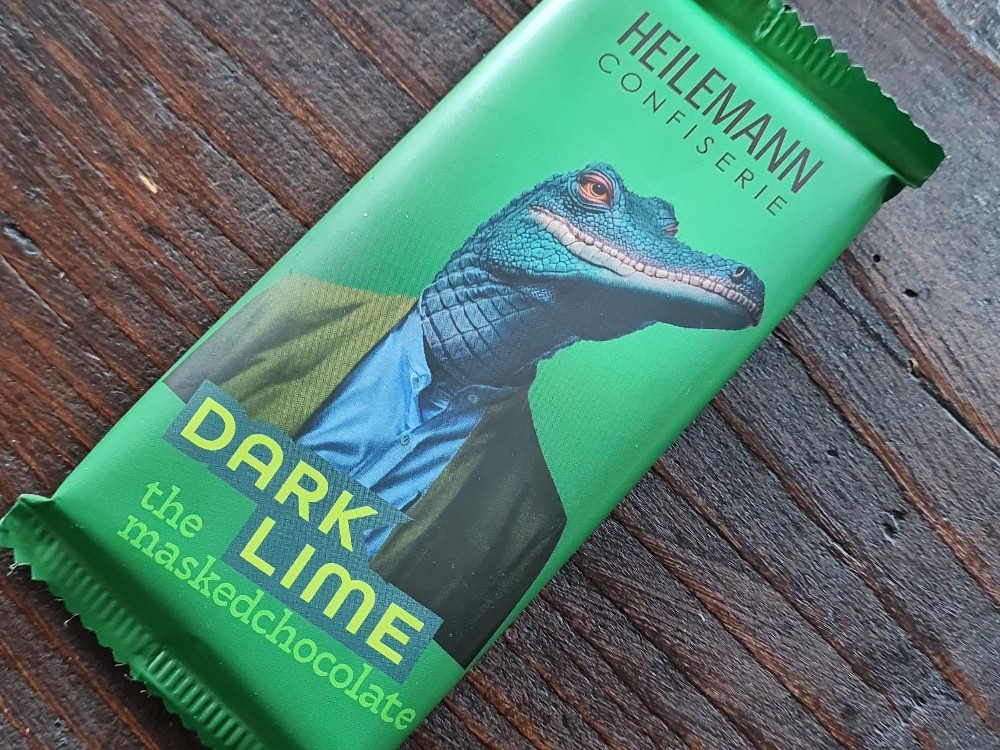 HEILEMANN
CONFISERIE
DARK
LIME
the
maskedchocolate